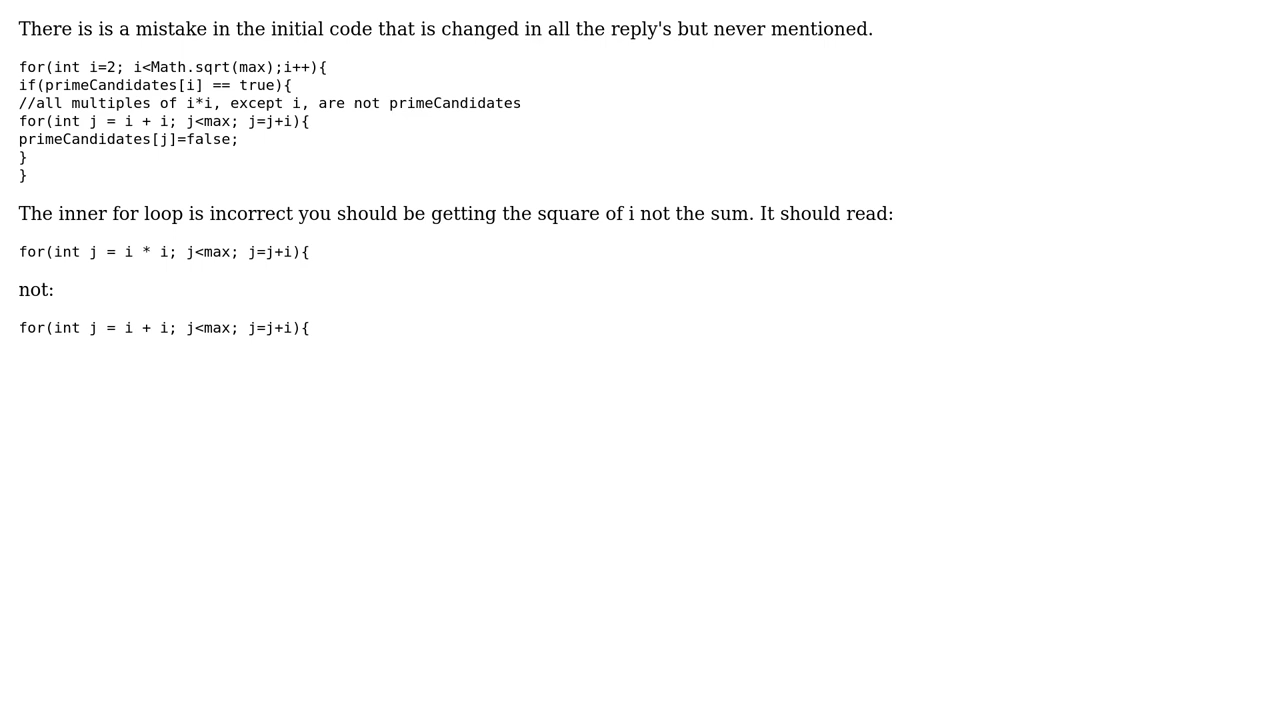 There is is a mistake in the initial code that is changed in all the reply's but never mentioned.
for(int i=2; i<Math.sqrt(max);i++){
if(primeCandidates[i] == true){
//all multiples of i*i, except i, are not primeCandidates
for(int j = i + i; j<max; j=j+i){
primeCandidates[j]=false;
}
}
The inner for loop is incorrect you should be getting the square of i not the sum. It should read:
for(int j = i * i; j<max; j=j+i){
not:
for(int j = i + i; j<max; j=j+i){